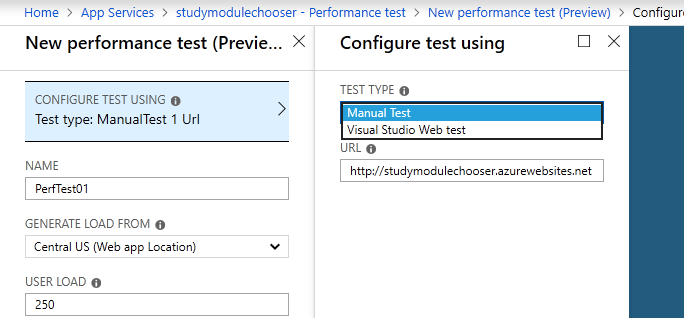 Home > App Services > studymodulechooser - Performance test > New performance test (Preview) > Configure
New performance test (Previe...
CONFIGURE TEST USING
Test type: ManualTest 1 Url
NAME
PerfTest01
GENERATE LOAD FROM
Central US (Web app Location)
USER LOAD
250
Configure test using
TEST TYPE
Manual Test
Visual Studio Web test
URL
http://studymodulechooser.azurewebsites.net